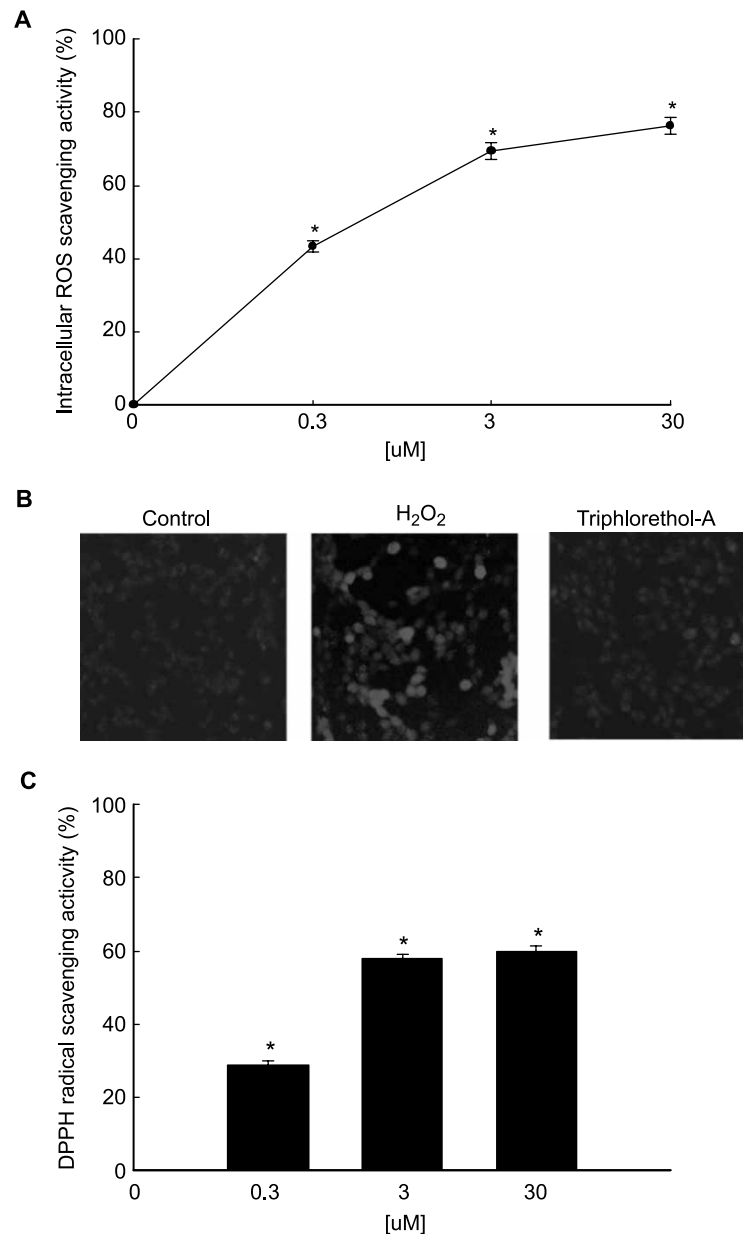 A
Intracellular ROS scavenging activity (%)
100
80
60
40
20
0
*
*
*
0
0.3
3
30
[uM]
B
Control
H₂O₂
Triphlorethol-A
C
DPPH radical scavenging acticvity (%)
100
80
60
40
20
0
*
*
*
0
0.3
3
30
[uM]